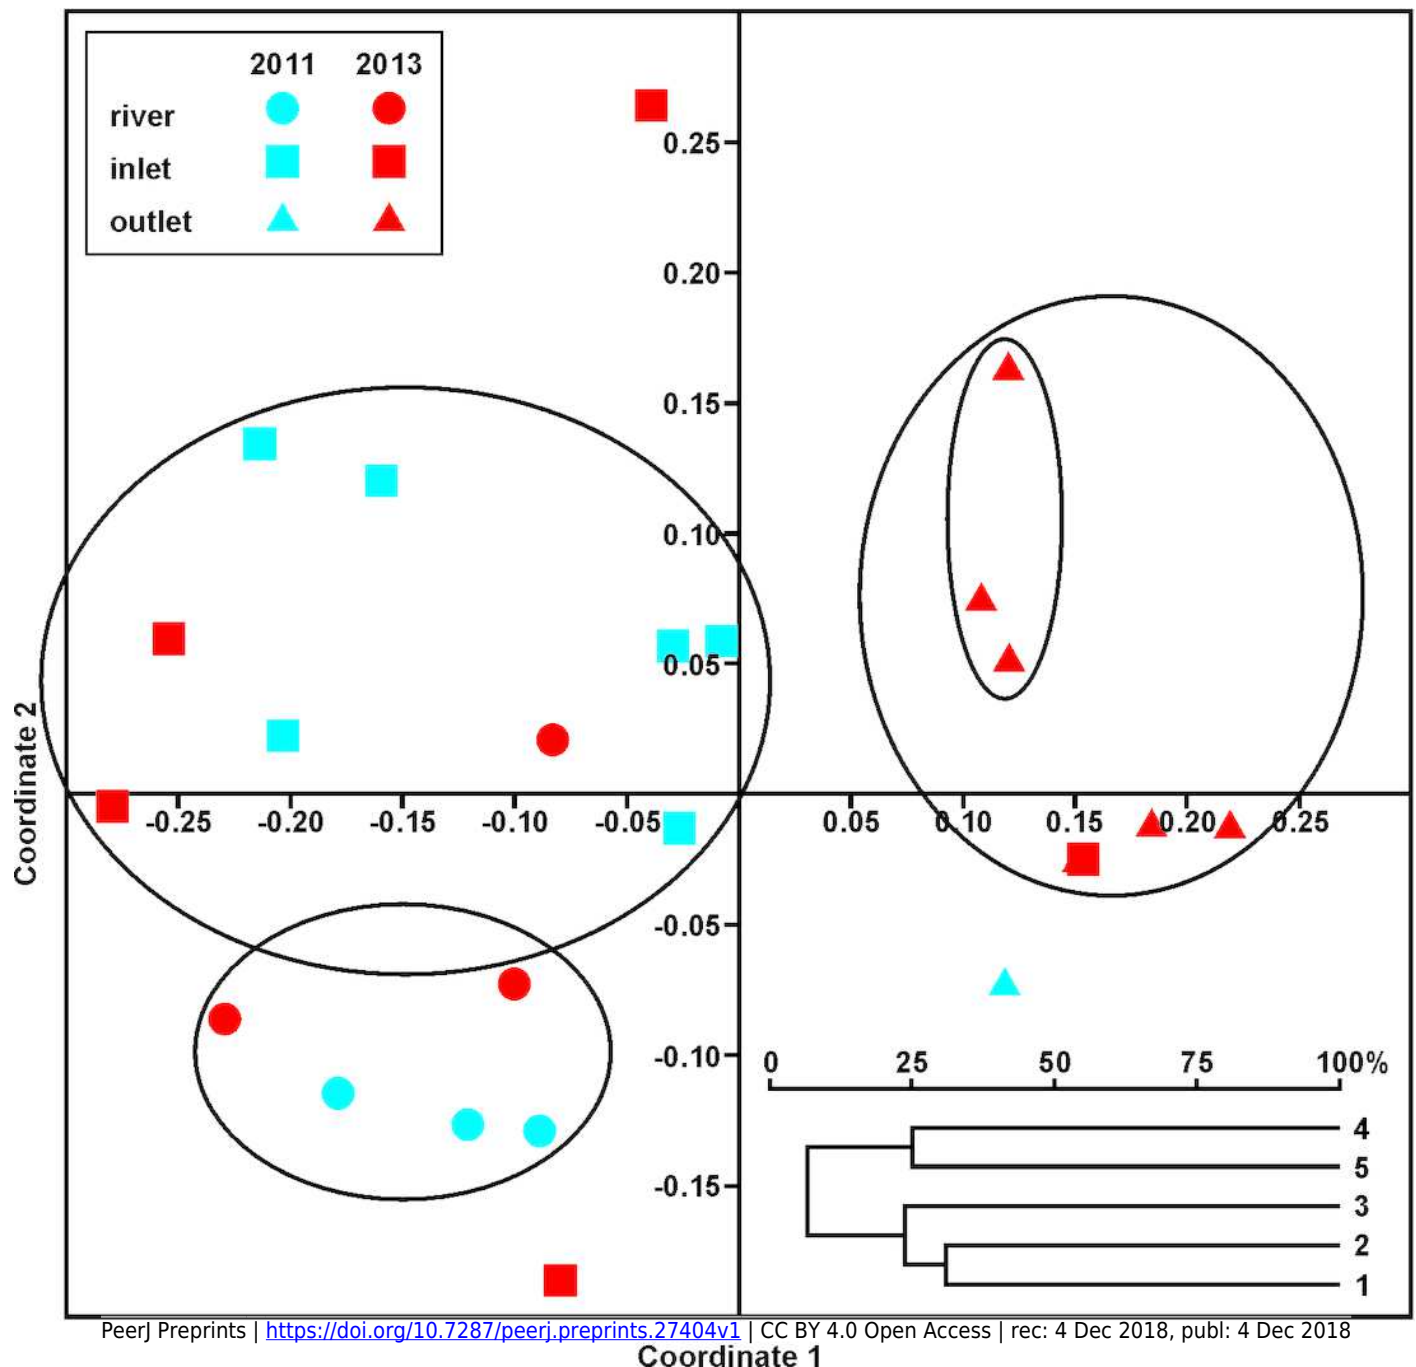 2011 2013
river
inlet
outlet
0.25
0.20
0.15
0.10
0.05
-0.25 -0.20 -0.15 -0.10 -0.05 0.05 0.10 0.15 0.20 0.25
-0.05
-0.10
-0.15
Coordinate 2
0 25 50 75 100%
4
5
3
2
1
PeerJ Preprints | https://doi.org/10.7287/peerj.preprints.27404v1 | CC BY 4.0 Open Access | rec: 4 Dec 2018, publ: 4 Dec 2018
Coordinate 1